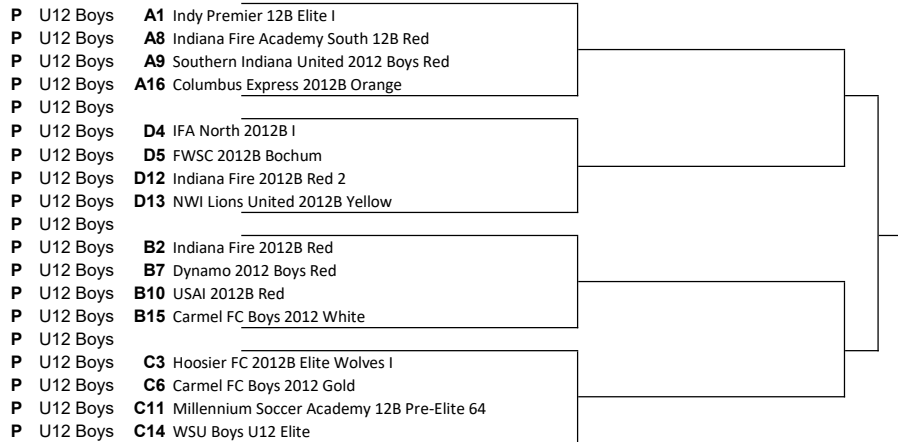 P U12 Boys A1 Indy Premier 12B Elite I
P U12 Boys A8 Indiana Fire Academy South 12B Red
P U12 Boys A9 Southern Indiana United 2012 Boys Red
P U12 Boys A16 Columbus Express 2012B Orange
P U12 Boys
P U12 Boys D4 IFA North 2012B I
P U12 Boys D5 FWSC 2012B Bochum
P U12 Boys D12 Indiana Fire 2012B Red 2
P U12 Boys D13 NWI Lions United 2012B Yellow
P U12 Boys
P U12 Boys B2 Indiana Fire 2012B Red
P U12 Boys B7 Dynamo 2012 Boys Red
P U12 Boys B10 USAI 2012B Red
P U12 Boys B15 Carmel FC Boys 2012 White
P U12 Boys
P U12 Boys C3 Hoosier FC 2012B Elite Wolves I
P U12 Boys C6 Carmel FC Boys 2012 Gold
P U12 Boys C11 Millennium Soccer Academy 12B Pre-Elite 64
P U12 Boys C14 WSU Boys U12 Elite